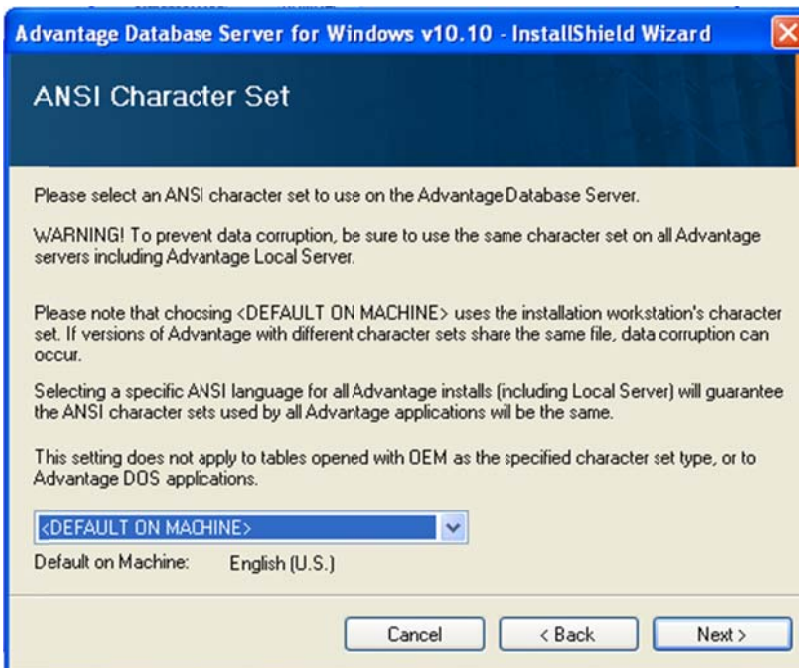 Advantage Database Server for Windows v10.10 - InstallShield Wizard
ANSI Character Set
Please select an ANSI character set to use on the Advantage Database Server.
WARNING! To prevent data corruption, be sure to use the same character set on all Advantage
servers including Advantage Local Server.
Please note that choosing <DEFAULT ON MACHINE> uses the installation workstation's character
set. If versions of Advantage with different character sets share the same file, data corruption can
occur.
Selecting a specific ANSI language for all Advantage installs (including Local Server) will guarantee
the ANSI character sets used by all Advantage applications will be the same.
This setting does not apply to tables opened with OEM as the specified character set type, or to
Advantage DOS applications.
<DEFAULT ON MACHINE>
Default on Machine: English (U.S.)
Cancel < Back Next >